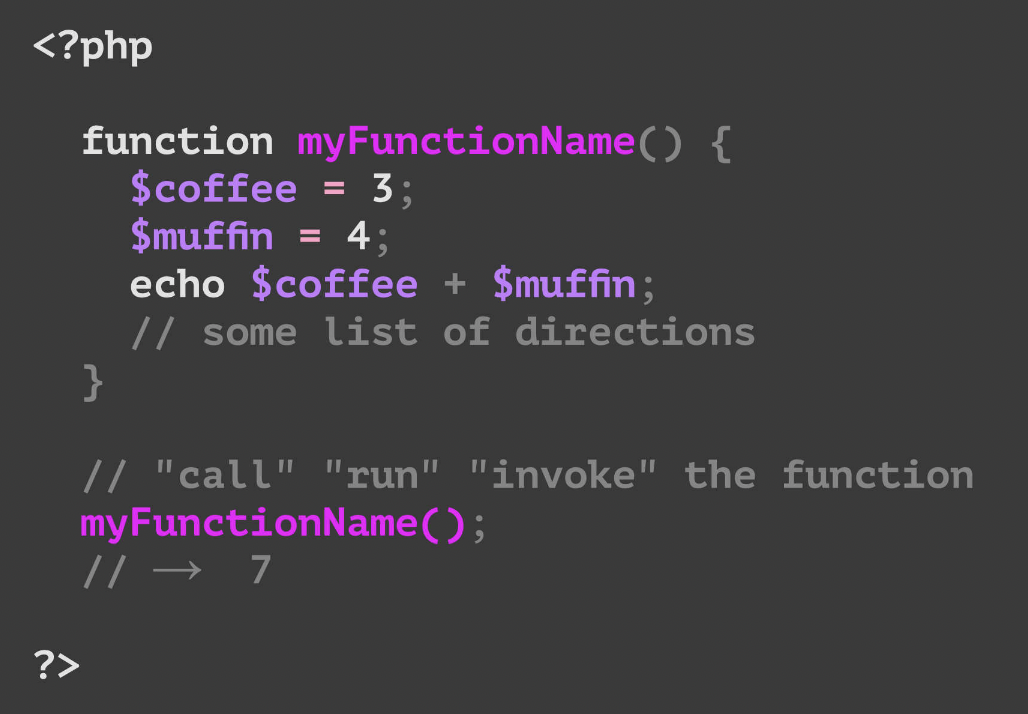 <?php
function myFunctionName() {
$coffee = 3;
$muffin = 4;
echo $coffee + $muffin;
// some list of directions
}
// "call" "run" "invoke" the function
myFunctionName();
// ⟶ 7
?>